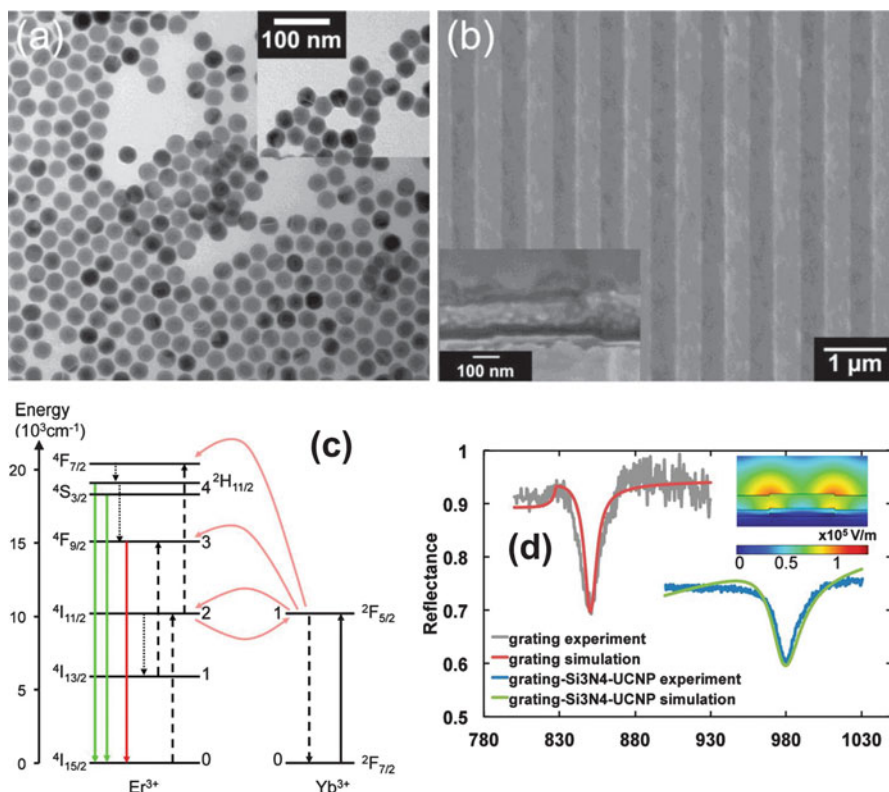 (a)
100 nm
(b)
100 nm
1 µm
(c)
Energy
(10³cm⁻¹)
20
15
10
5
0
⁴F₇/₂
⁴S₃/₂
4 ²H₁₁/₂
⁴F₉/₂
3
⁴I₁₁/₂
2
⁴I₁₃/₂
1
⁴I₁₅/₂
0
Er³⁺
1
²F₅/₂
0
²F₇/₂
Yb³⁺
(d)
Reflectance
1
0.9
0.8
0.7
0.6
0.5
780
830
880
930
980
1030
x10⁵ V/m
0
0.5
1
grating experiment
grating simulation
grating-Si3N4-UCNP experiment
grating-Si3N4-UCNP simulation